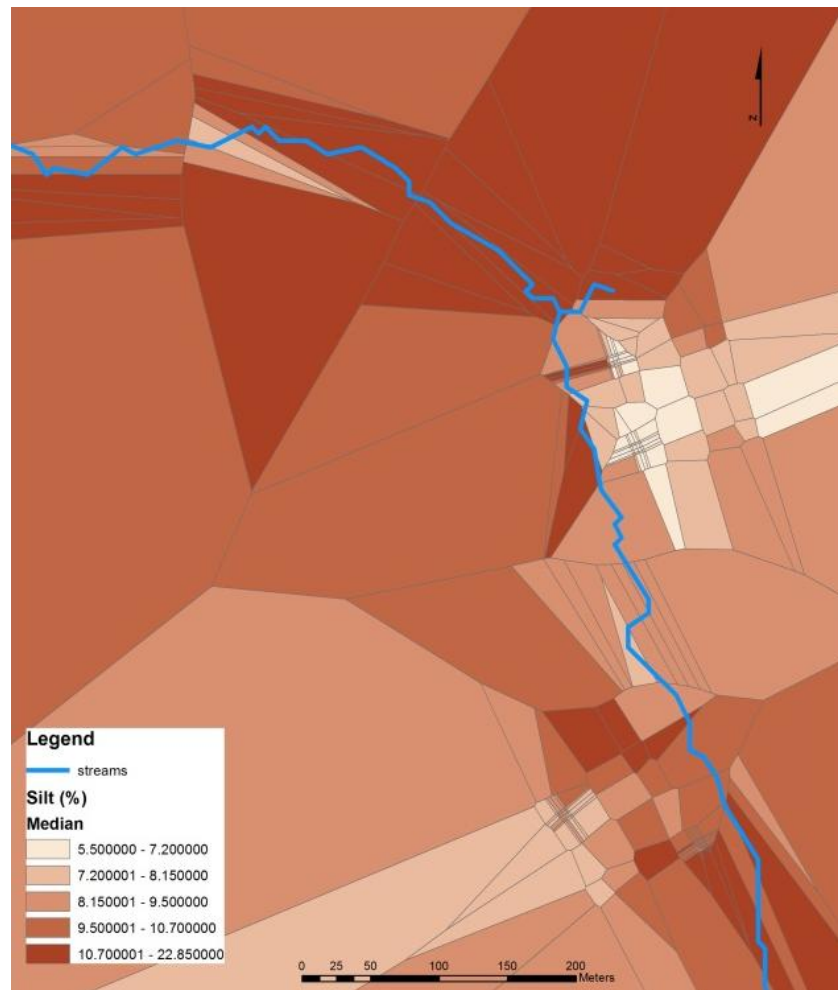 Z
Legend
streams
Silt (%)
Median
5.500000 - 7.200000
7.200001 - 8.150000
8.150001 - 9.500000
9.500001 - 10.700000
10.700001 - 22.850000
0 25 50 100 150 200
Meters